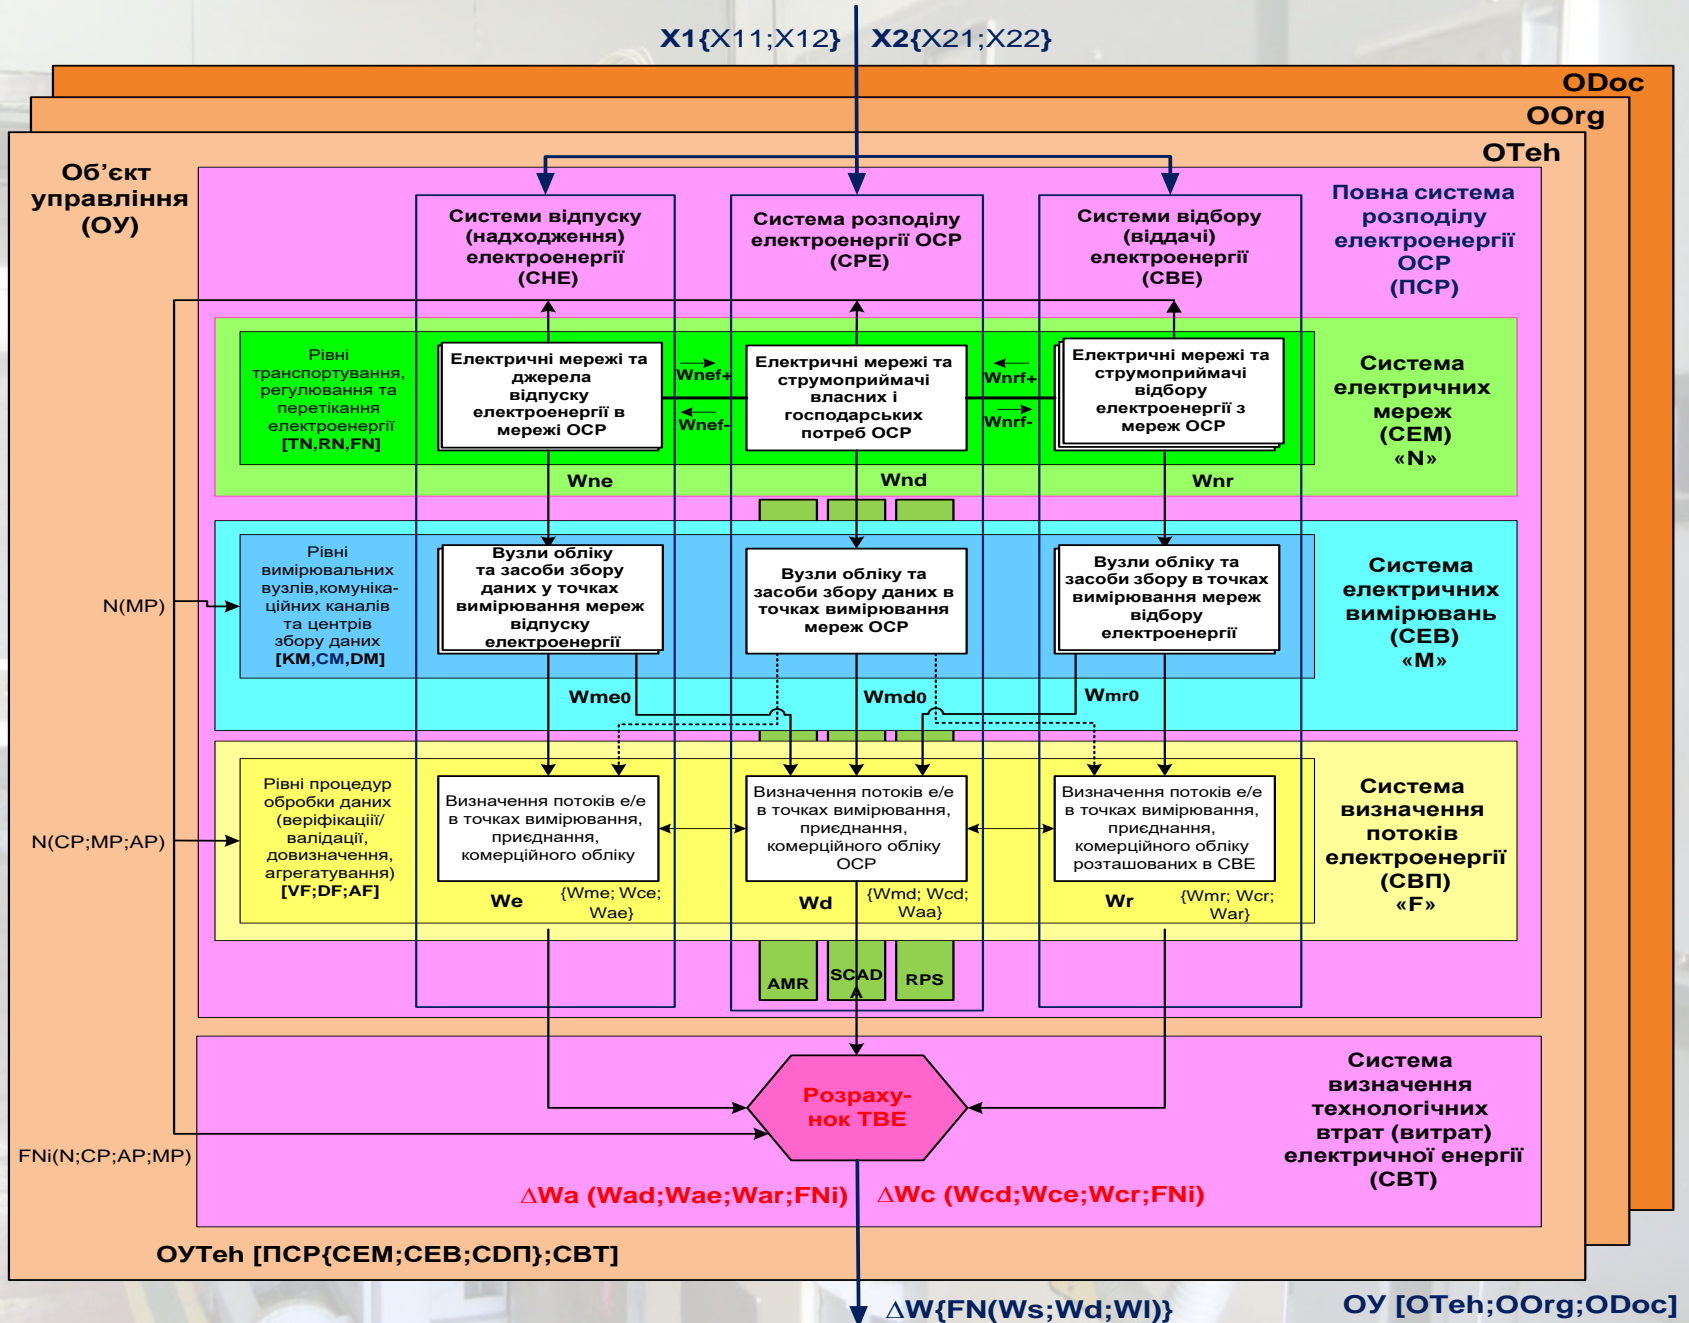 X1{X11;X12} X2{X21;X22}
ODoc
OOrg
OTeh
Об’єкт
управління
(ОУ)
Системи відпуску
(надходження)
електроенергії
(СНЕ)
Система розподілу
електроенергії ОСР
(СРЕ)
Системи відбору
(віддачі)
електроенергії
(СВЕ)
Повна система
розподілу
електроенергії
ОСР
(ПСР)
Рівні
транспортування,
регулювання та
перетікання
електроенергії
[TN,RN,FN]
Електричні мережі та
джерела
відпуску
електроенергії в
мережі ОСР
Wnef+
Wnef-
Електричні мережі та
струмоприймачі
власних і
господарських
потреб ОСР
Wnrf+
Wnrf-
Електричні мережі та
струмоприймачі
відбору
електроенергії з
мереж ОСР
Система
електричних
мереж
(СЕМ)
«N»
Wne
Wnd
Wnr
N(MP)
Рівні
вимірювальних
вузлів,комуніка-
ційних каналів
та центрів
збору даних
[KM,CM,DM]
Вузли обліку
та засоби збору
даних у точках
вимірювання мереж
відпуску
електроенергії
Вузли обліку та
засоби збору даних в
точках вимірювання
мереж ОСР
Вузли обліку та
засоби збору в точках
вимірювання мереж
відбору
електроенергії
Система
електричних
вимірювань
(СЕВ)
«M»
Wme0
Wmd0
Wmr0
N(CP;MP;AP)
Рівні процедур
обробки даних
(веріфікаціїї/
валідації,
довизначення,
агрегатування)
[VF;DF;AF]
Визначення потоків е/е
в точках вимірювання,
приєднання,
комерційного обліку
Визначення потоків е/е
в точках вимірювання,
приєднання,
комерційного обліку
ОСР
Визначення потоків е/е
в точках вимірювання,
приєднання,
комерційного обліку
розташованих в СВЕ
Система
визначення
потоків
електроенергії
(СВП)
«F»
We
{Wme; Wce;
Wae}
Wd
{Wmd; Wcd;
Waa}
Wr
{Wmr; Wcr;
War}
AMR
SCAD
A
RPS
FNi(N;CP;AP;MP)
Розраху-
нок ТВЕ
Система
визначення
технологічних
втрат (витрат)
електричної енергії
(СВТ)
ΔWa (Wad;Wae;War;FNi) ΔWc (Wcd;Wce;Wcr;FNi)
ОУTeh [ПСР{СЕМ;СЕВ;СDП};СВТ]
ΔW{FN(Ws;Wd;Wl)}
ОУ [OTeh;OOrg;ODoc]